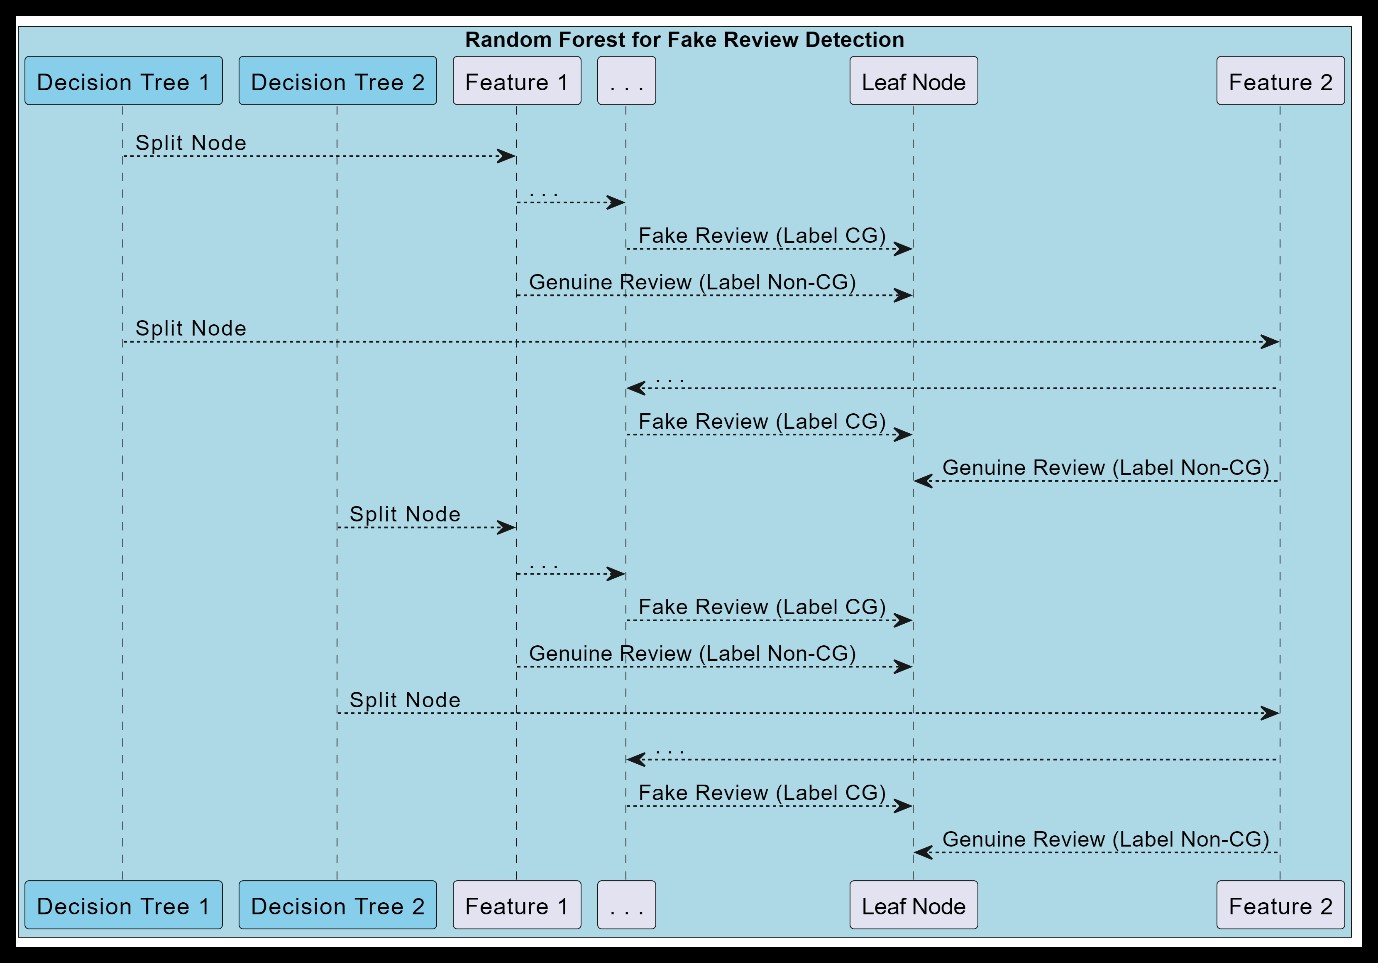 Random Forest for Fake Review Detection
Decision Tree 1
Decision Tree 2
Feature 1
. . .
Leaf Node
Feature 2
Split Node
. . .
Fake Review (Label CG)
Genuine Review (Label Non-CG)
Split Node
. . .
Fake Review (Label CG)
Genuine Review (Label Non-CG)
Split Node
. . .
Fake Review (Label CG)
Genuine Review (Label Non-CG)
Split Node
. . .
Fake Review (Label CG)
Genuine Review (Label Non-CG)
Decision Tree 1
Decision Tree 2
Feature 1
. . .
Leaf Node
Feature 2